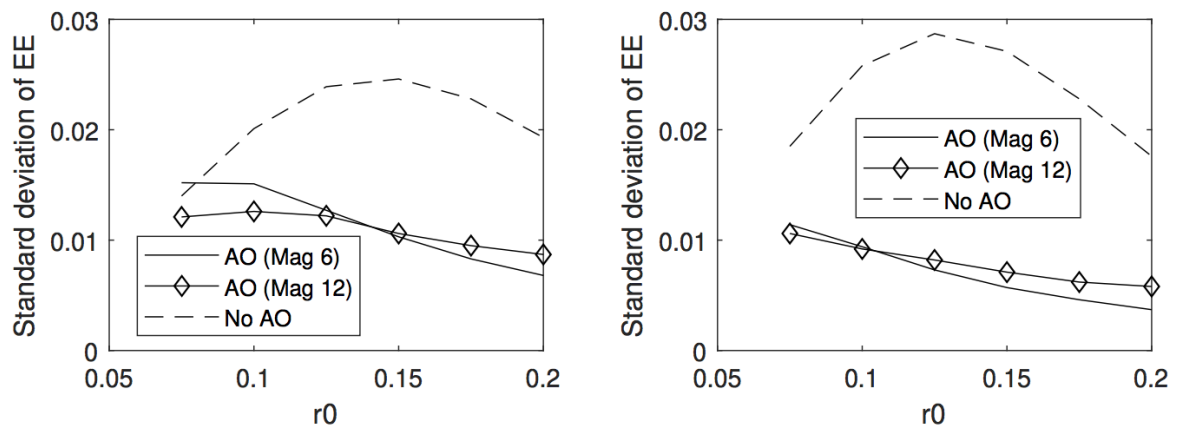 Standard deviation of EE
0.03
0.02
0.01
0
AO (Mag 6)
AO (Mag 12)
No AO
0.05
0.1
0.15
0.2
r0
Standard deviation of EE
0.03
0.02
0.01
0
AO (Mag 6)
AO (Mag 12)
No AO
0.05
0.1
0.15
0.2
r0